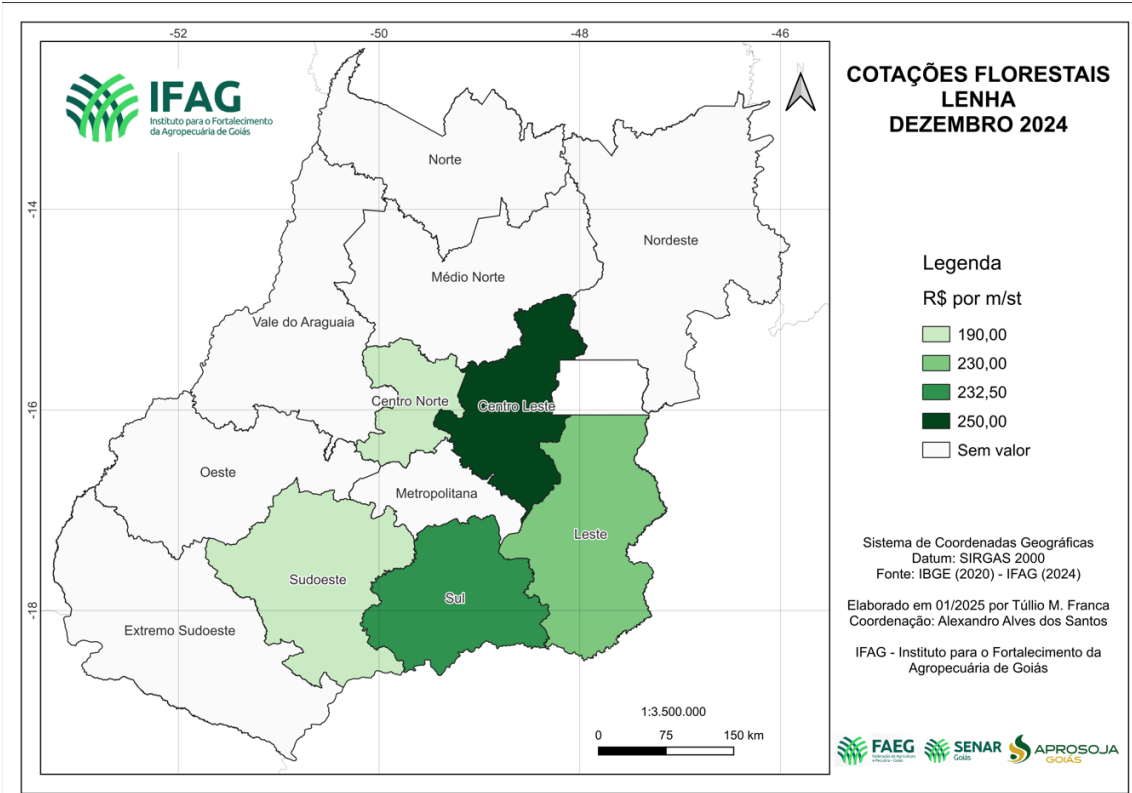 -52
-50
-48
-46
-14
-16
-18
IFAG
Instituto para o Fortalecimento
da Agropecuária de Goiás
N
Norte
Nordeste
Médio Norte
Vale do Araguaia
Centro Norte
Centro Leste
Oeste
Metropolitana
Leste
Sudoeste
Sul
Extremo Sudoeste
1:3.500.000
0 75 150 km
COTAÇÕES FLORESTAIS
LENHA
DEZEMBRO 2024
Legenda
R$ por m/st
190,00
230,00
232,50
250,00
Sem valor
Sistema de Coordenadas Geográficas
Datum: SIRGAS 2000
Fonte: IBGE (2020) - IFAG (2024)
Elaborado em 01/2025 por Túllio M. Franca
Coordenação: Alexandro Alves dos Santos
IFAG - Instituto para o Fortalecimento da
Agropecuária de Goiás
FAEG
SENAR
Goiás
APROSOJA
GOIÁS